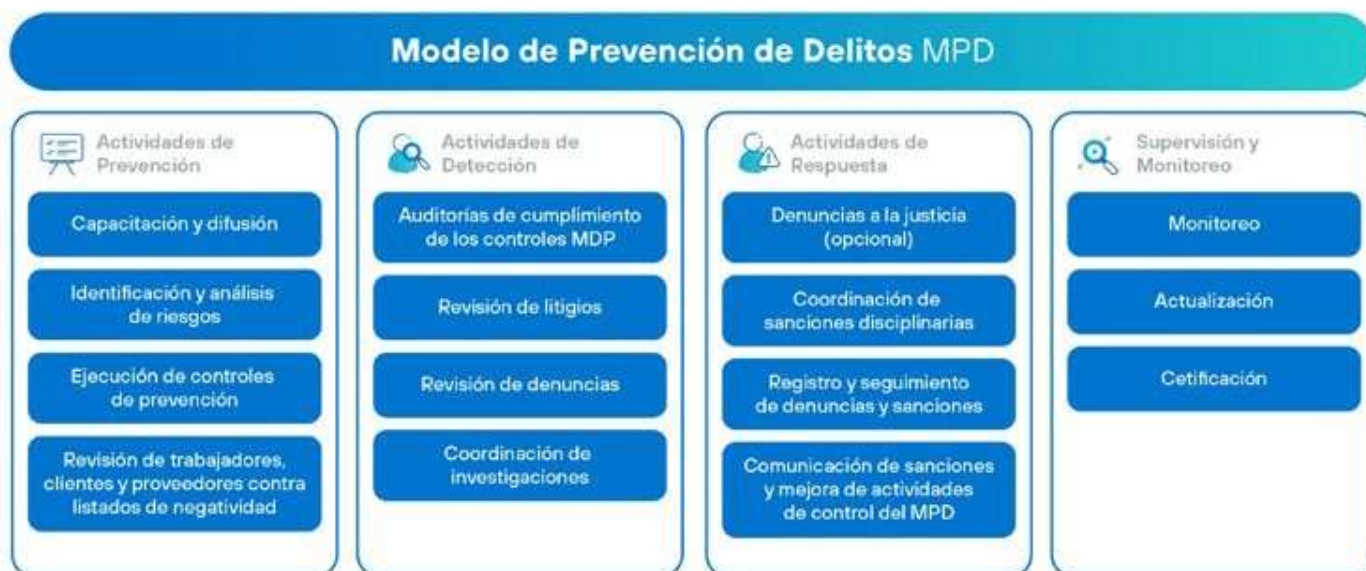 Modelo de Prevención de Delitos MPD
Actividades de
Prevención
Capacitación y difusión
Identificación y análisis
de riesgos
Ejecución de controles
de prevención
Revisión de trabajadores,
clientes y proveedores contra
listados de negatividad
Actividades de
Detección
Auditorías de cumplimiento
de los controles MDP
Revisión de litigios
Revisión de denuncias
Coordinación de
investigaciones
Actividades de
Respuesta
Denuncias a la justicia
(opcional)
Coordinación de
sanciones disciplinarias
Registro y seguimiento
de denuncias y sanciones
Comunicación de sanciones
y mejora de actividades
de control del MPD
Supervisión y
Monitoreo
Monitoreo
Actualización
Cetificación